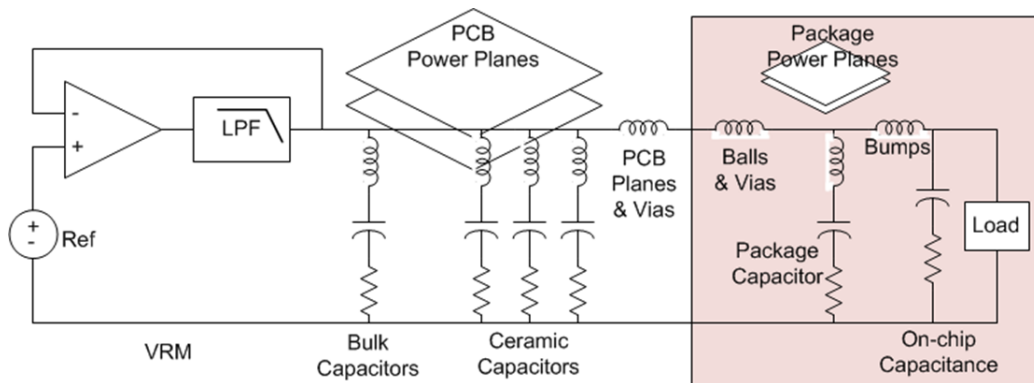 PCB
Power Planes
Package
Power Planes
-
+
LPF
+
-
Ref
PCB
Planes
& Vias
Balls
& Vias
Bumps
Load
Package
Capacitor
VRM
Bulk
Capacitors
Ceramic
Capacitors
On-chip
Capacitance